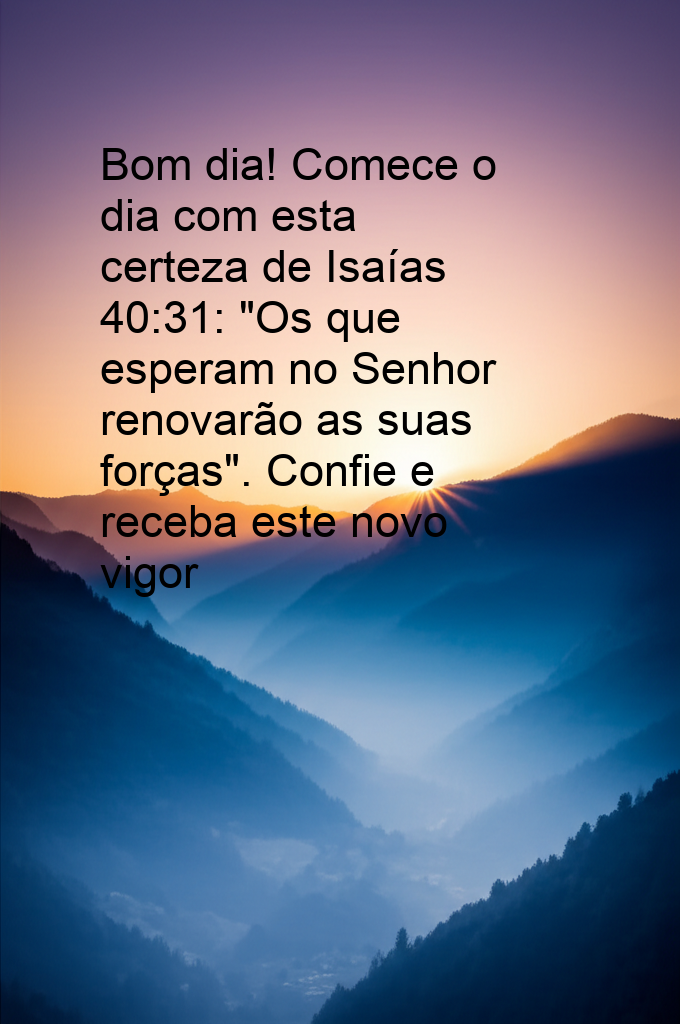 Bom dia! Comece o
dia com esta
certeza de Isaías
40:31: "Os que
esperam no Senhor
renovarão as suas
forças". Confie e
receba este novo
vigor